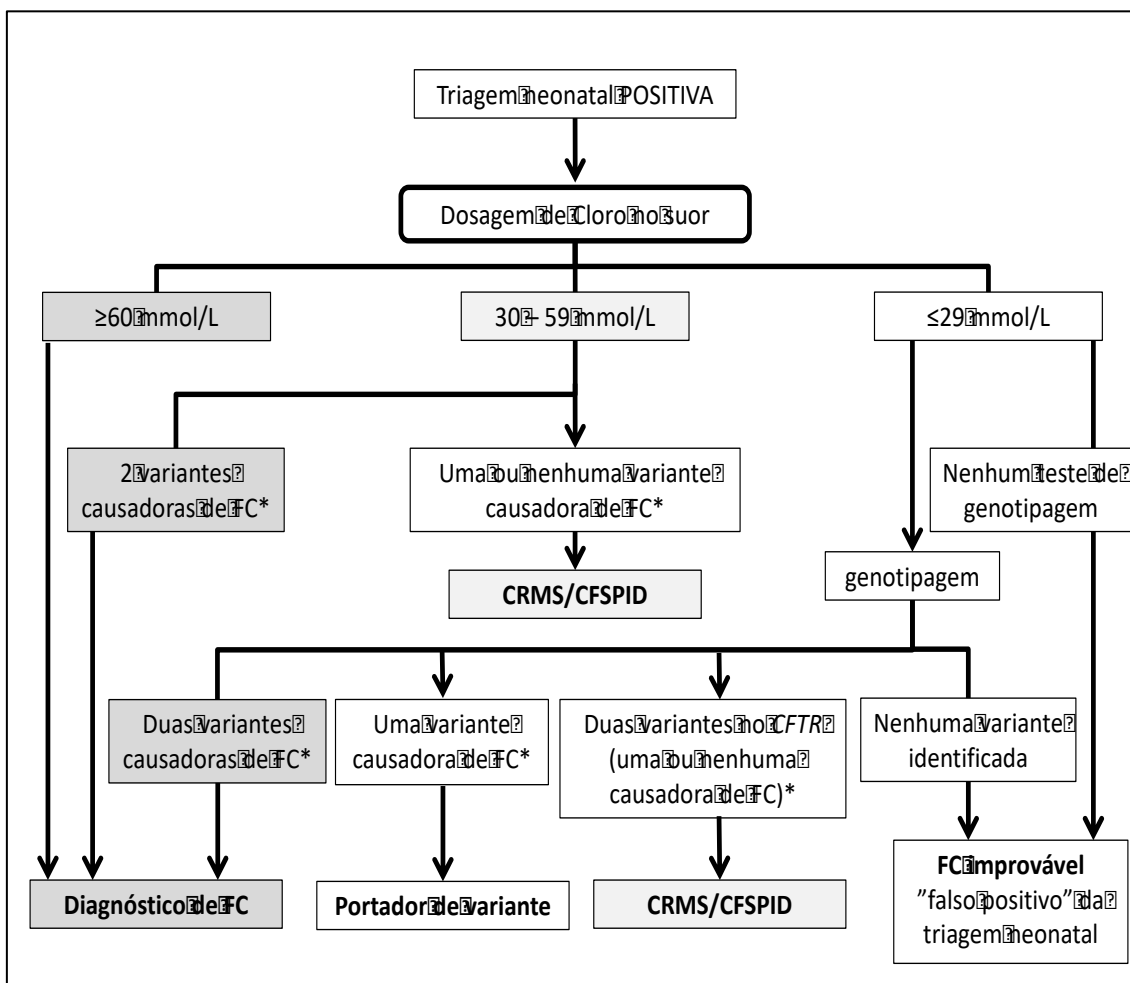 Triagem neonatal POSITIVA
Dosagem de Cloro no suor
≥60 mmol/L
30 – 59 mmol/L
≤29 mmol/L
2 variantes
causadoras de FC*
Uma ou nenhuma variante
causadora de FC*
Nenhum teste de
genotipagem
genotipagem
CRMS/CFSPID
Duas variantes
causadoras de FC*
Uma variante
causadora de FC*
Duas variantes no CFTR
(uma ou nenhuma
causadora de FC)*
Nenhuma variante
identificada
Diagnóstico de FC
Portador de variante
CRMS/CFSPID
FC improvável
”falso positivo” da
triagem neonatal